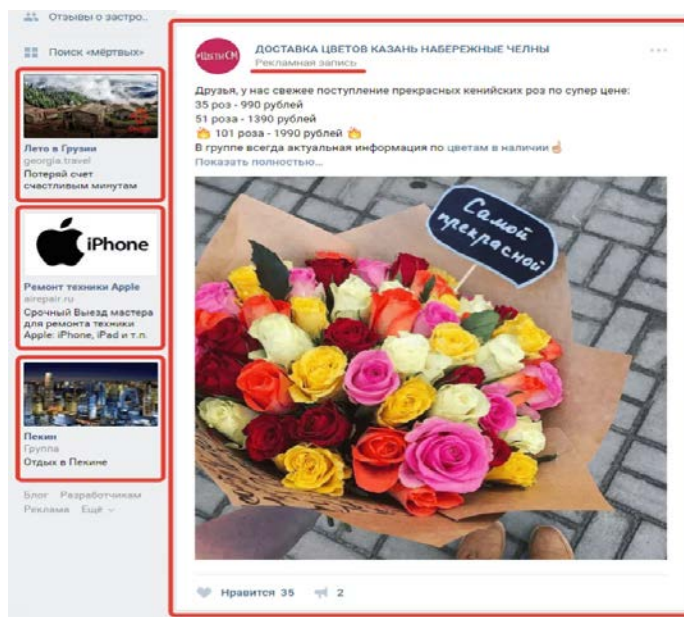 Отзывы о застро..
Поиск «мёртвых»
Лето в Грузии
georgia.travel
Потеряй счет
счастливым минутам
iPhone
Ремонт техники Apple
airepair.ru
Срочный Выезд мастера
для ремонта техники
Apple: iPhone, iPad и т.п.
Пекин
Группа
Отдых в Пекине
Блог Разработчикам
Реклама Ещё
ЦветыСМ
ДОСТАВКА ЦВЕТОВ КАЗАНЬ НАБЕРЕЖНЫЕ ЧЕЛНЫ
Рекламная запись
Друзья, у нас свежее поступление прекрасных кенийских роз по супер цене:
35 роз - 990 рублей
51 роза - 1390 рублей
101 роза - 1990 рублей
В группе всегда актуальная информация по цветам в наличии
Показать полностью...
Самой
прекрасной
Нравится 35 2